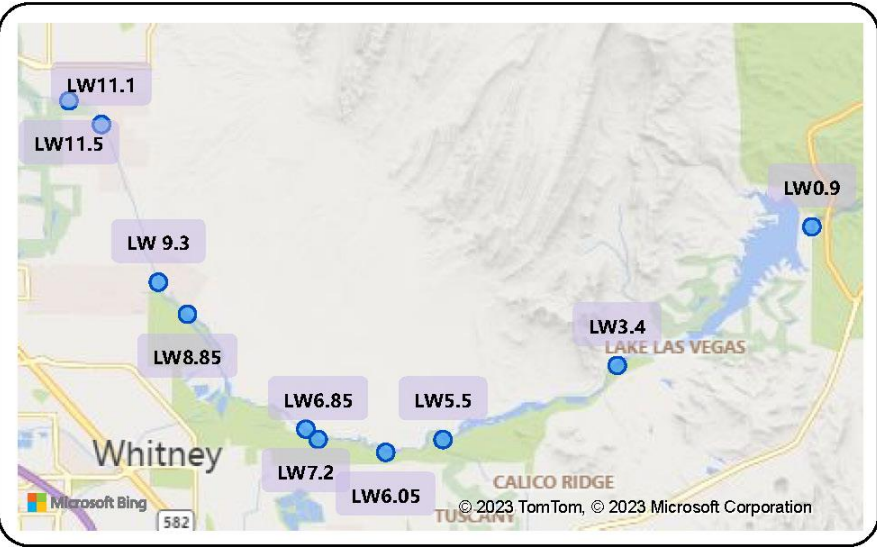 LW11.1
LW11.5
LW0.9
LW 9.3
LW3.4
LAKE LAS VEGAS
LW8.85
LW6.85
LW5.5
Whitney
LW7.2
CALICO RIDGE
LW6.05
Microsoft Bing
© 2023 TomTom, © 2023 Microsoft Corporation
TUSCANY
582